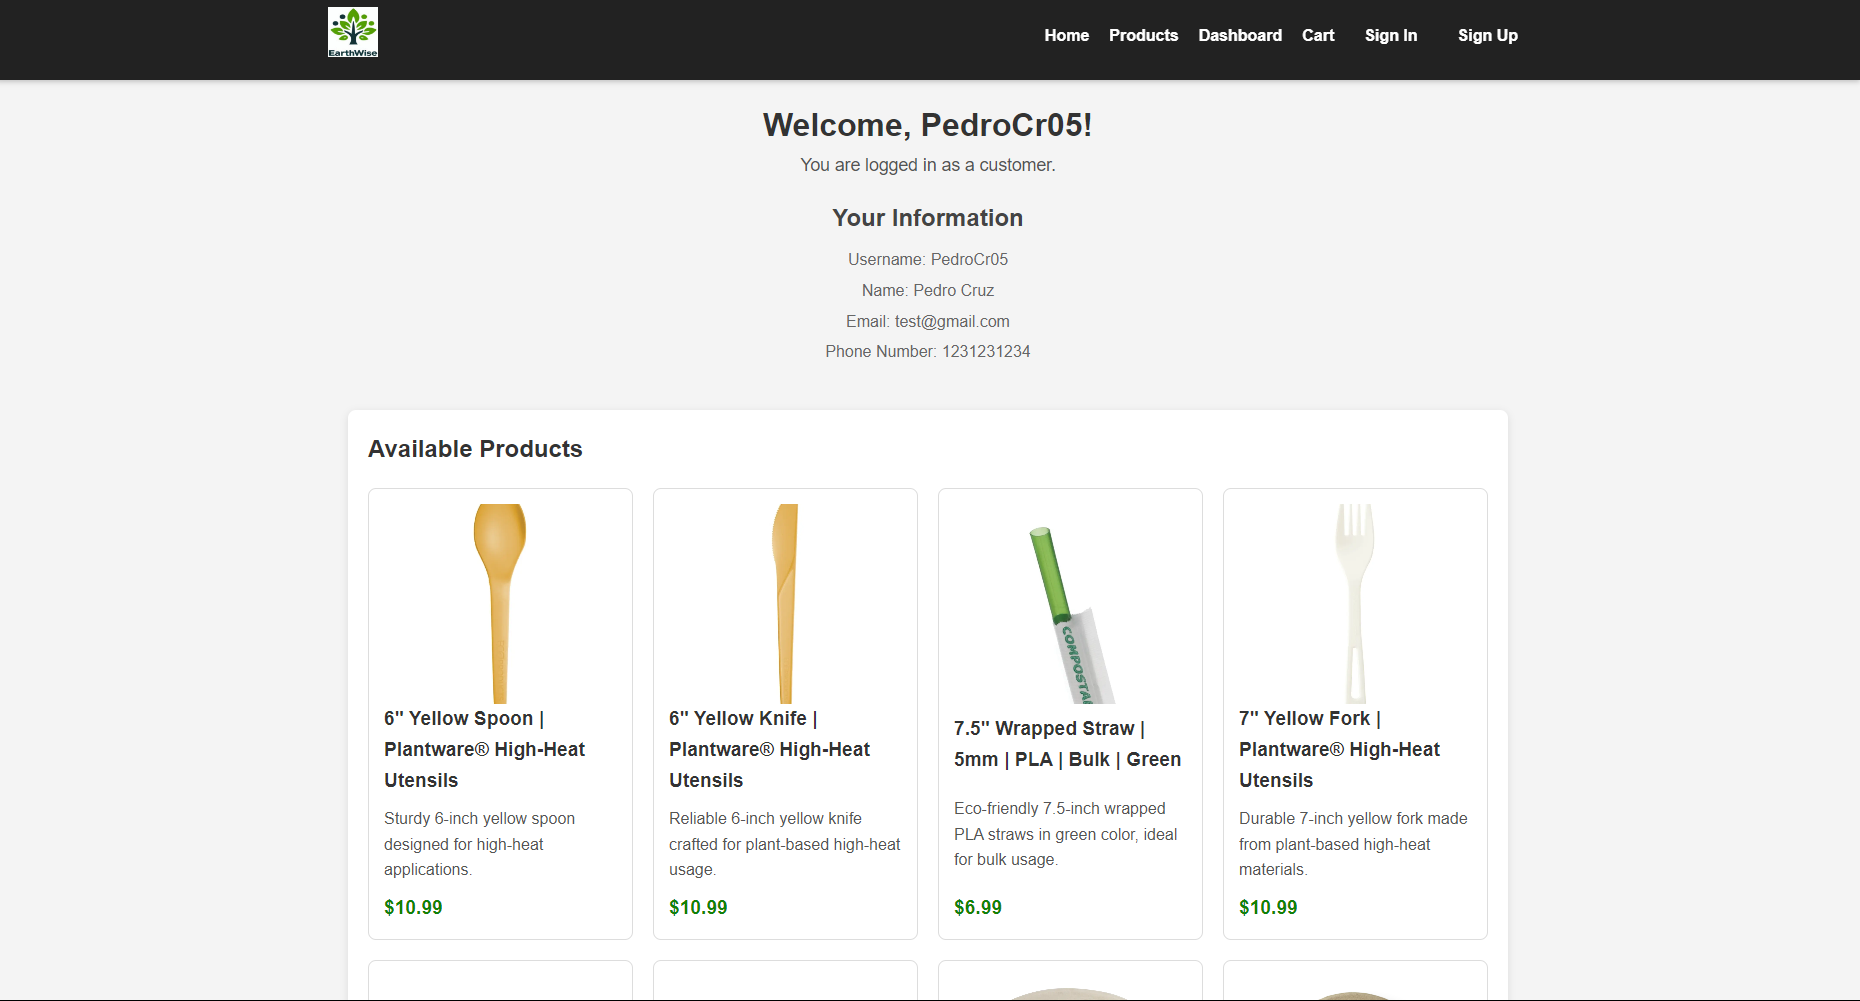 EarthWise
Home Products Dashboard Cart Sign In Sign Up
Welcome, PedroCr05!
You are logged in as a customer.
Your Information
Username: PedroCr05
Name: Pedro Cruz
Email: test@gmail.com
Phone Number: 1231231234
Available Products
COMPOSTA
6" Yellow Spoon |
Plantware® High-Heat
Utensils
Sturdy 6-inch yellow spoon
designed for high-heat
applications.
$10.99
6" Yellow Knife |
Plantware® High-Heat
Utensils
Reliable 6-inch yellow knife
crafted for plant-based high-heat
usage.
$10.99
7.5" Wrapped Straw |
5mm | PLA | Bulk | Green
Eco-friendly 7.5-inch wrapped
PLA straws in green color, ideal
for bulk usage.
$6.99
7" Yellow Fork |
Plantware® High-Heat
Utensils
Durable 7-inch yellow fork made
from plant-based high-heat
materials.
$10.99